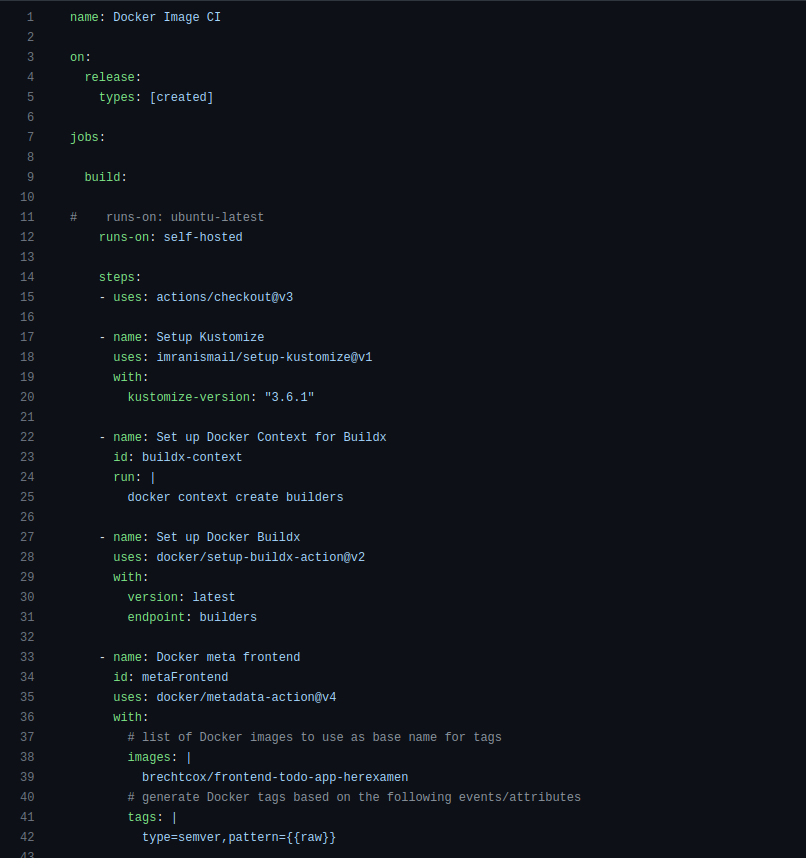 1 name: Docker Image CI
2
3 on:
4   release:
5     types: [created]
6
7 jobs:
8
9   build:
10
11 #    runs-on: ubuntu-latest
12     runs-on: self-hosted
13
14     steps:
15     - uses: actions/checkout@v3
16
17     - name: Setup Kustomize
18       uses: imranismail/setup-kustomize@v1
19       with:
20         kustomize-version: "3.6.1"
21
22     - name: Set up Docker Context for Buildx
23       id: buildx-context
24       run: |
25         docker context create builders
26
27     - name: Set up Docker Buildx
28       uses: docker/setup-buildx-action@v2
29       with:
30         version: latest
31         endpoint: builders
32
33     - name: Docker meta frontend
34       id: metaFrontend
35       uses: docker/metadata-action@v4
36       with:
37         # list of Docker images to use as base name for tags
38         images: |
39           brechtcox/frontend-todo-app-herexamen
40         # generate Docker tags based on the following events/attributes
41         tags: |
42           type=semver,pattern={{raw}}
43